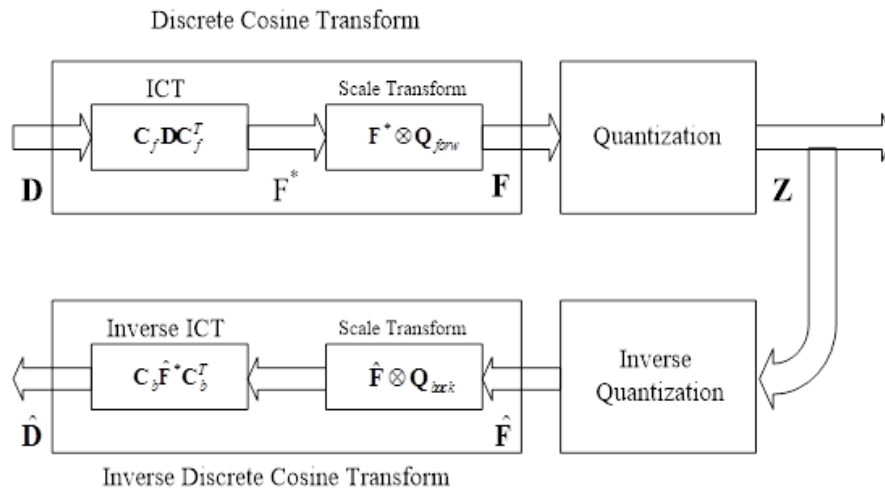 Discrete Cosine Transform
ICT
Scale Transform
C_f DC_f^T
F^* ⊗ Q_forw
Quantization
D
F^*
F
Z
Inverse ICT
Scale Transform
Inverse
Quantization
C_b F̂^* C_b^T
F̂ ⊗ Q_back
D̂
F̂
Inverse Discrete Cosine Transform